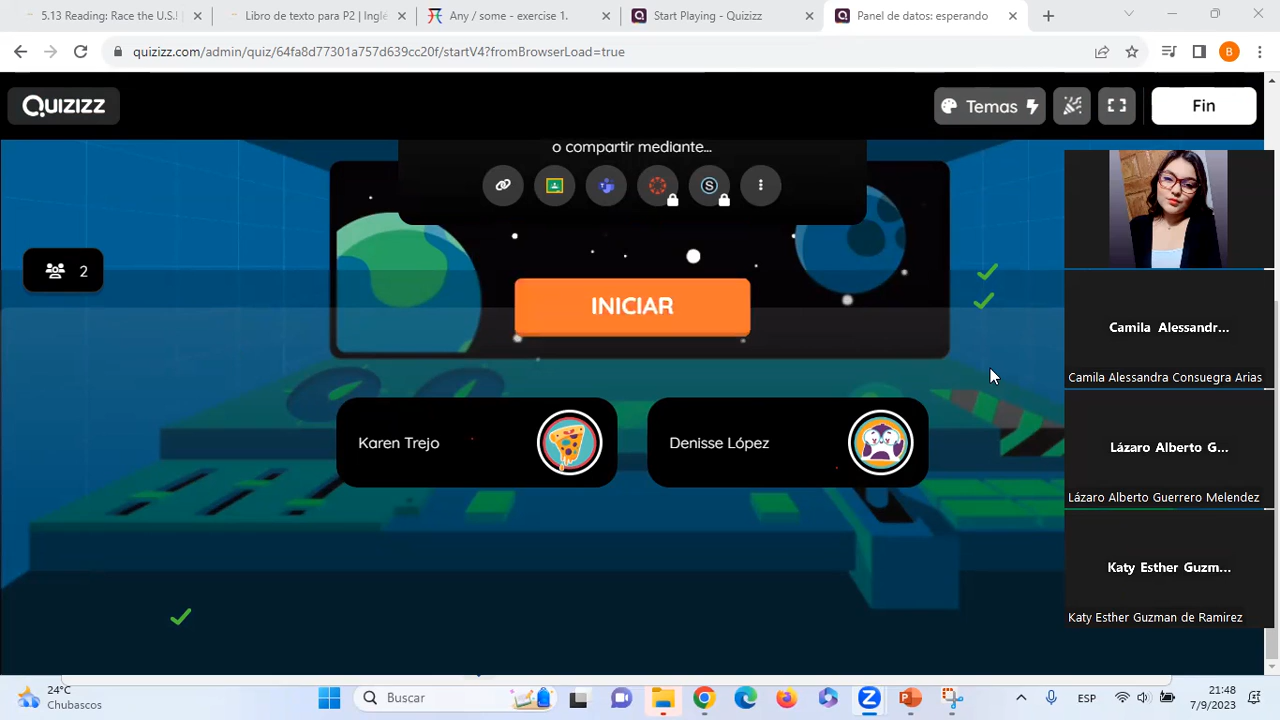 5.13 Reading: Race the U.S.I
Libro de texto para P2 | Inglé
Any / some - exercise 1.
Start Playing - Quizizz
Panel de datos: esperando
quizizz.com/admin/quiz/64fa8d77301a757d639cc20f/startV4?fromBrowserLoad=true
B
QUIZIZZ
Temas
Fin
o compartir mediante...
S
2
INICIAR
Camila Alessandr...
Camila Alessandra Consuegra Arias
Karen Trejo
Denisse López
Lázaro Alberto G...
Lázaro Alberto Guerrero Melendez
Katy Esther Guzm...
Katy Esther Guzman de Ramirez
24°C
Chubascos
Buscar
ESP
21:48
7/9/2023